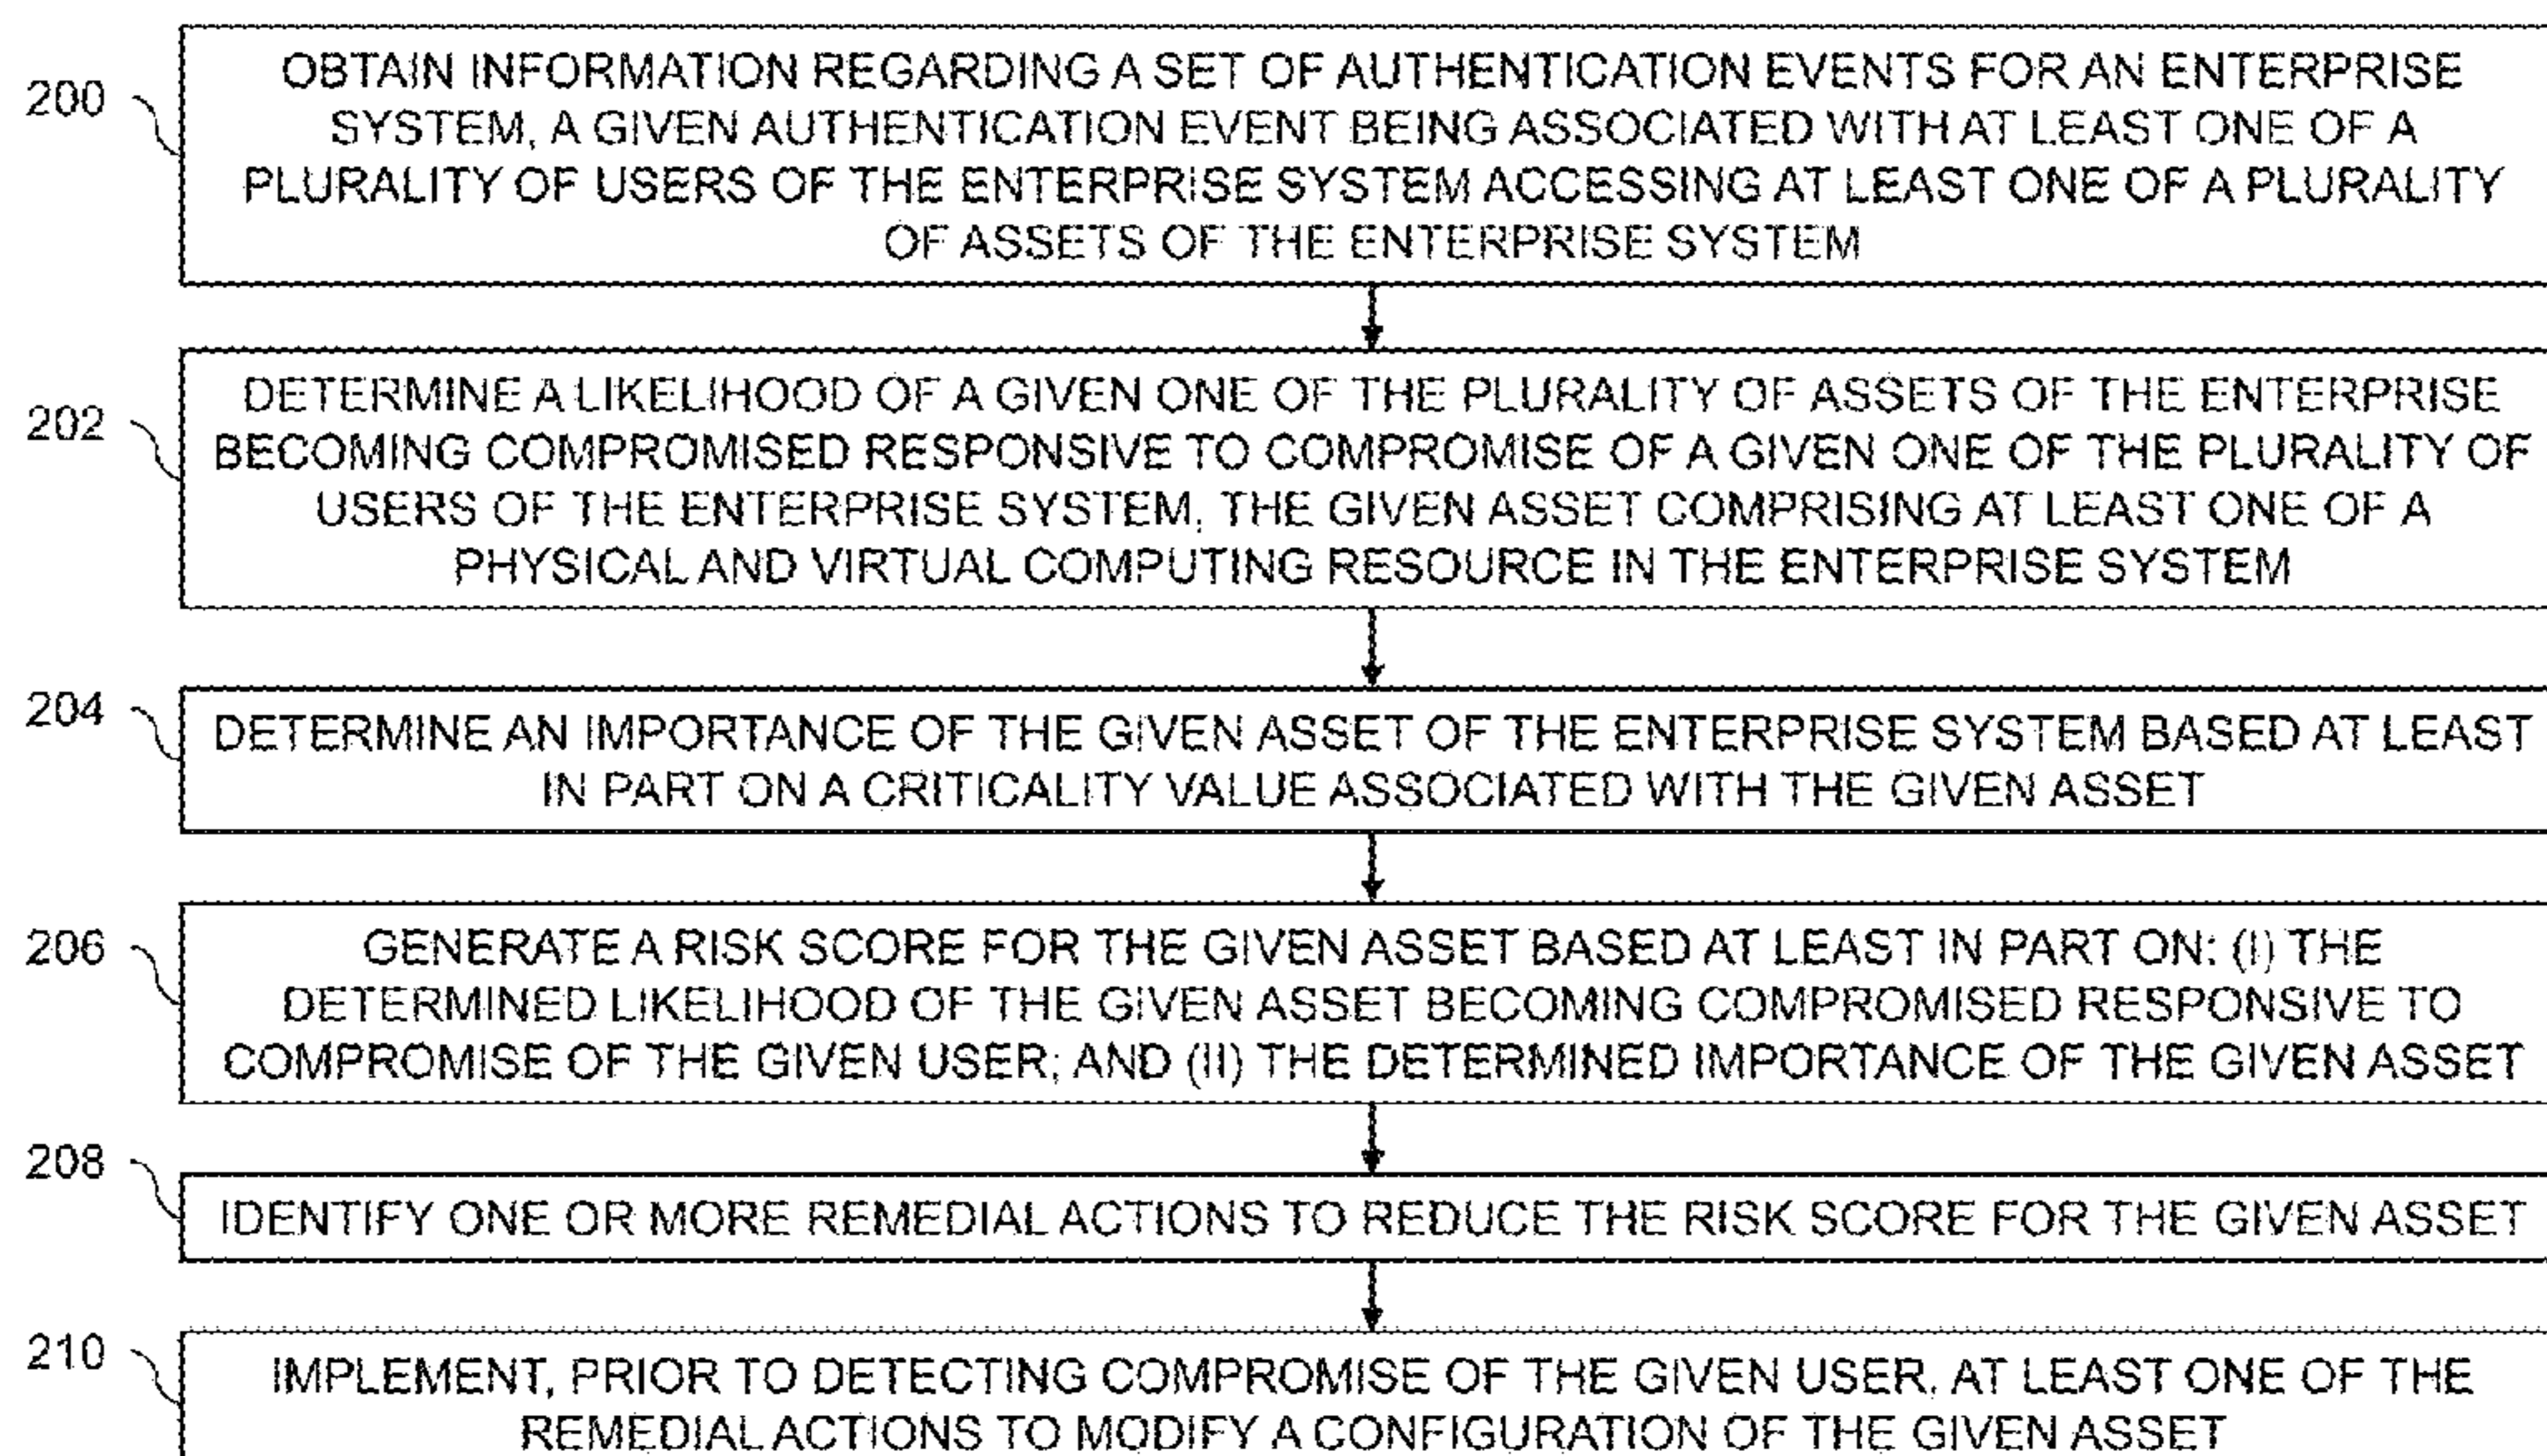 200
OBTAIN INFORMATION REGARDING A SET OF AUTHENTICATION EVENTS FOR AN ENTERPRISE
SYSTEM, A GIVEN AUTHENTICATION EVENT BEING ASSOCIATED WITH AT LEAST ONE OF A
PLURALITY OF USERS OF THE ENTERPRISE SYSTEM ACCESSING AT LEAST ONE OF A PLURALITY
OF ASSETS OF THE ENTERPRISE SYSTEM
202
DETERMINE A LIKELIHOOD OF A GIVEN ONE OF THE PLURALITY OF ASSETS OF THE ENTERPRISE
BECOMING COMPROMISED RESPONSIVE TO COMPROMISE OF A GIVEN ONE OF THE PLURALITY OF
USERS OF THE ENTERPRISE SYSTEM, THE GIVEN ASSET COMPRISING AT LEAST ONE OF A
PHYSICAL AND VIRTUAL COMPUTING RESOURCE IN THE ENTERPRISE SYSTEM
204
DETERMINE AN IMPORTANCE OF THE GIVEN ASSET OF THE ENTERPRISE SYSTEM BASED AT LEAST
IN PART ON A CRITICALITY VALUE ASSOCIATED WITH THE GIVEN ASSET
206
GENERATE A RISK SCORE FOR THE GIVEN ASSET BASED AT LEAST IN PART ON: (I) THE
DETERMINED LIKELIHOOD OF THE GIVEN ASSET BECOMING COMPROMISED RESPONSIVE TO
COMPROMISE OF THE GIVEN USER; AND (II) THE DETERMINED IMPORTANCE OF THE GIVEN ASSET
208
IDENTIFY ONE OR MORE REMEDIAL ACTIONS TO REDUCE THE RISK SCORE FOR THE GIVEN ASSET
210
IMPLEMENT, PRIOR TO DETECTING COMPROMISE OF THE GIVEN USER, AT LEAST ONE OF THE
REMEDIAL ACTIONS TO MODIFY A CONFIGURATION OF THE GIVEN ASSET